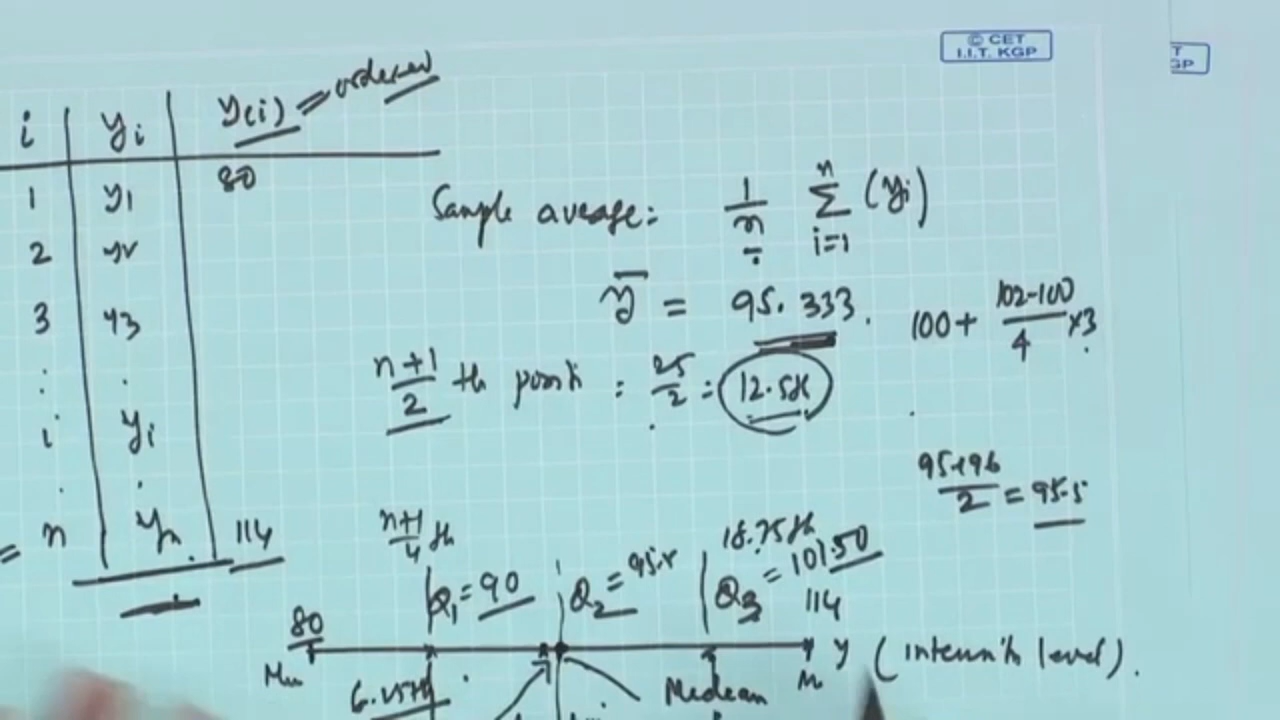 © CET
I.I.T. KGP
i yi y(i) = ordered
1 y1 80
2 y2
3 y3
: .
i yi
. .
n yn 114
Sample average: 1/n Σ i=1 n (yi)
ȳ = 95.333.
100 + (102-100)/4 ×3
(n+1)/2 th : 25/2 = 12.5th
(95+96)/2 = 95.5
(n+1)/4 th
18.75th
Q1 = 90 Q2 = 95.5 Q3 = 101.50
80 114
Min M y (intensity level).
6.25th Median